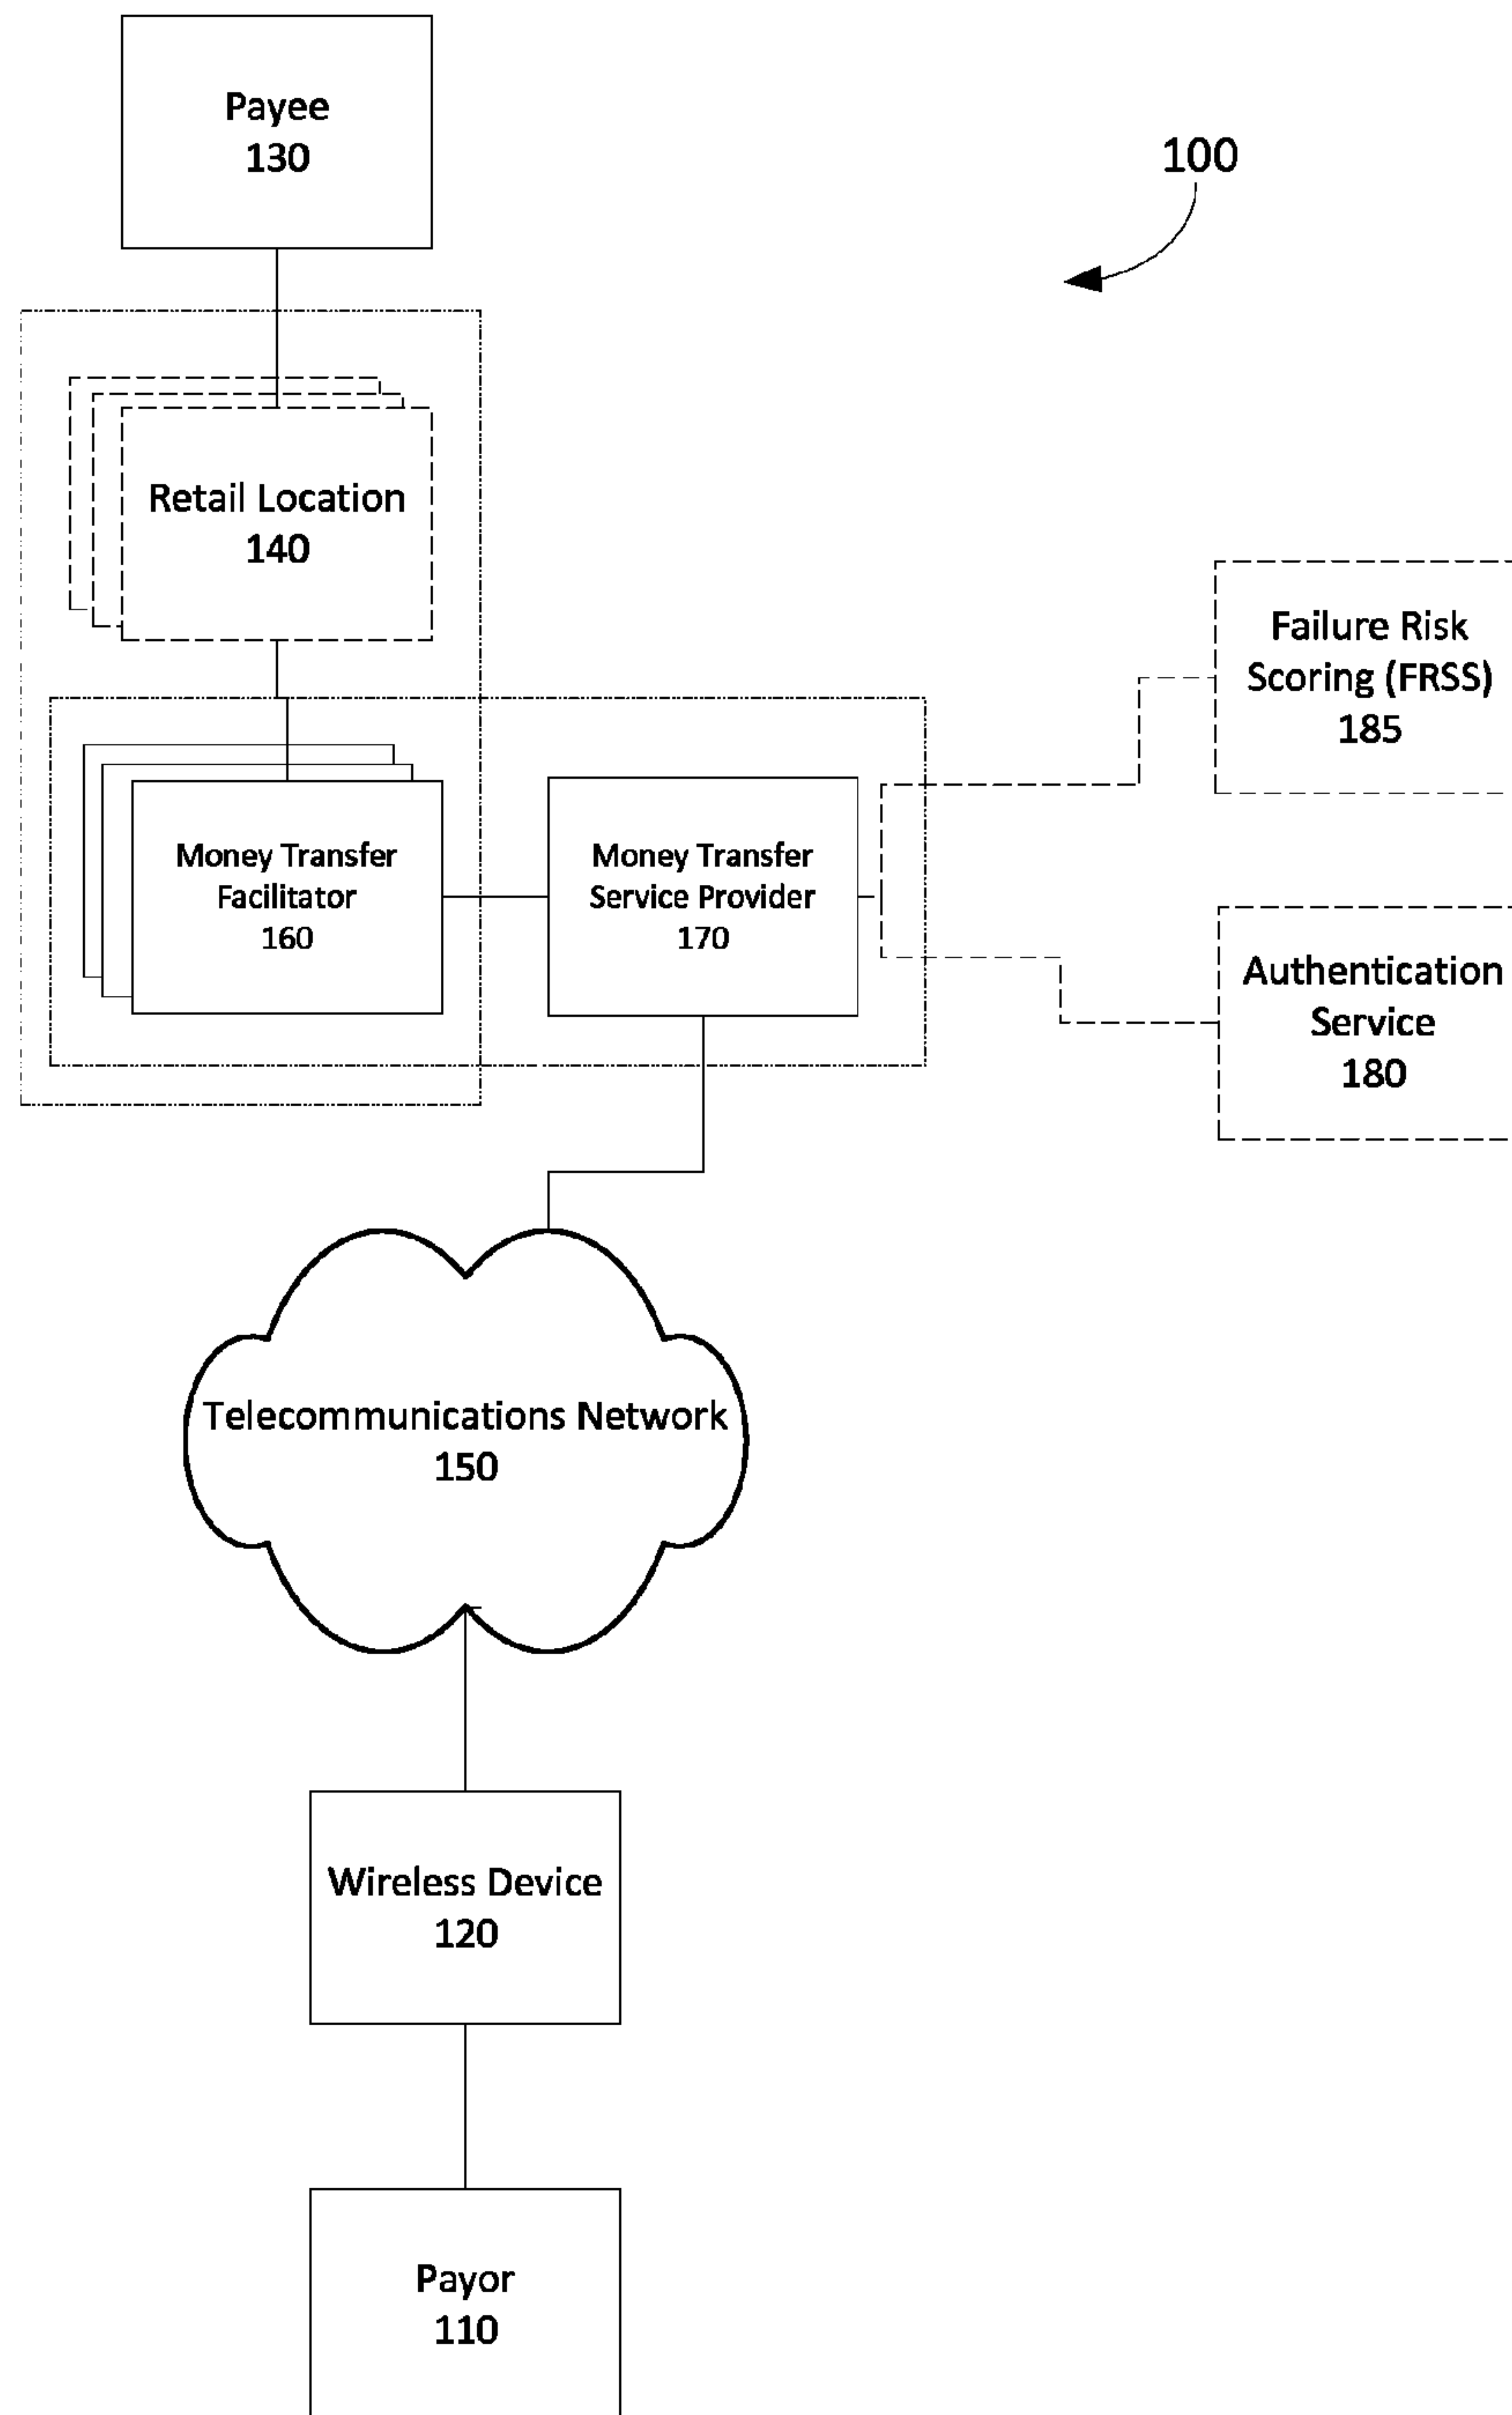 Payee
130
100
Retail Location
140
Failure Risk
Scoring (FRSS)
185
Money Transfer
Facilitator
160
Money Transfer
Service Provider
170
Authentication
Service
180
Telecommunications Network
150
Wireless Device
120
Payor
110